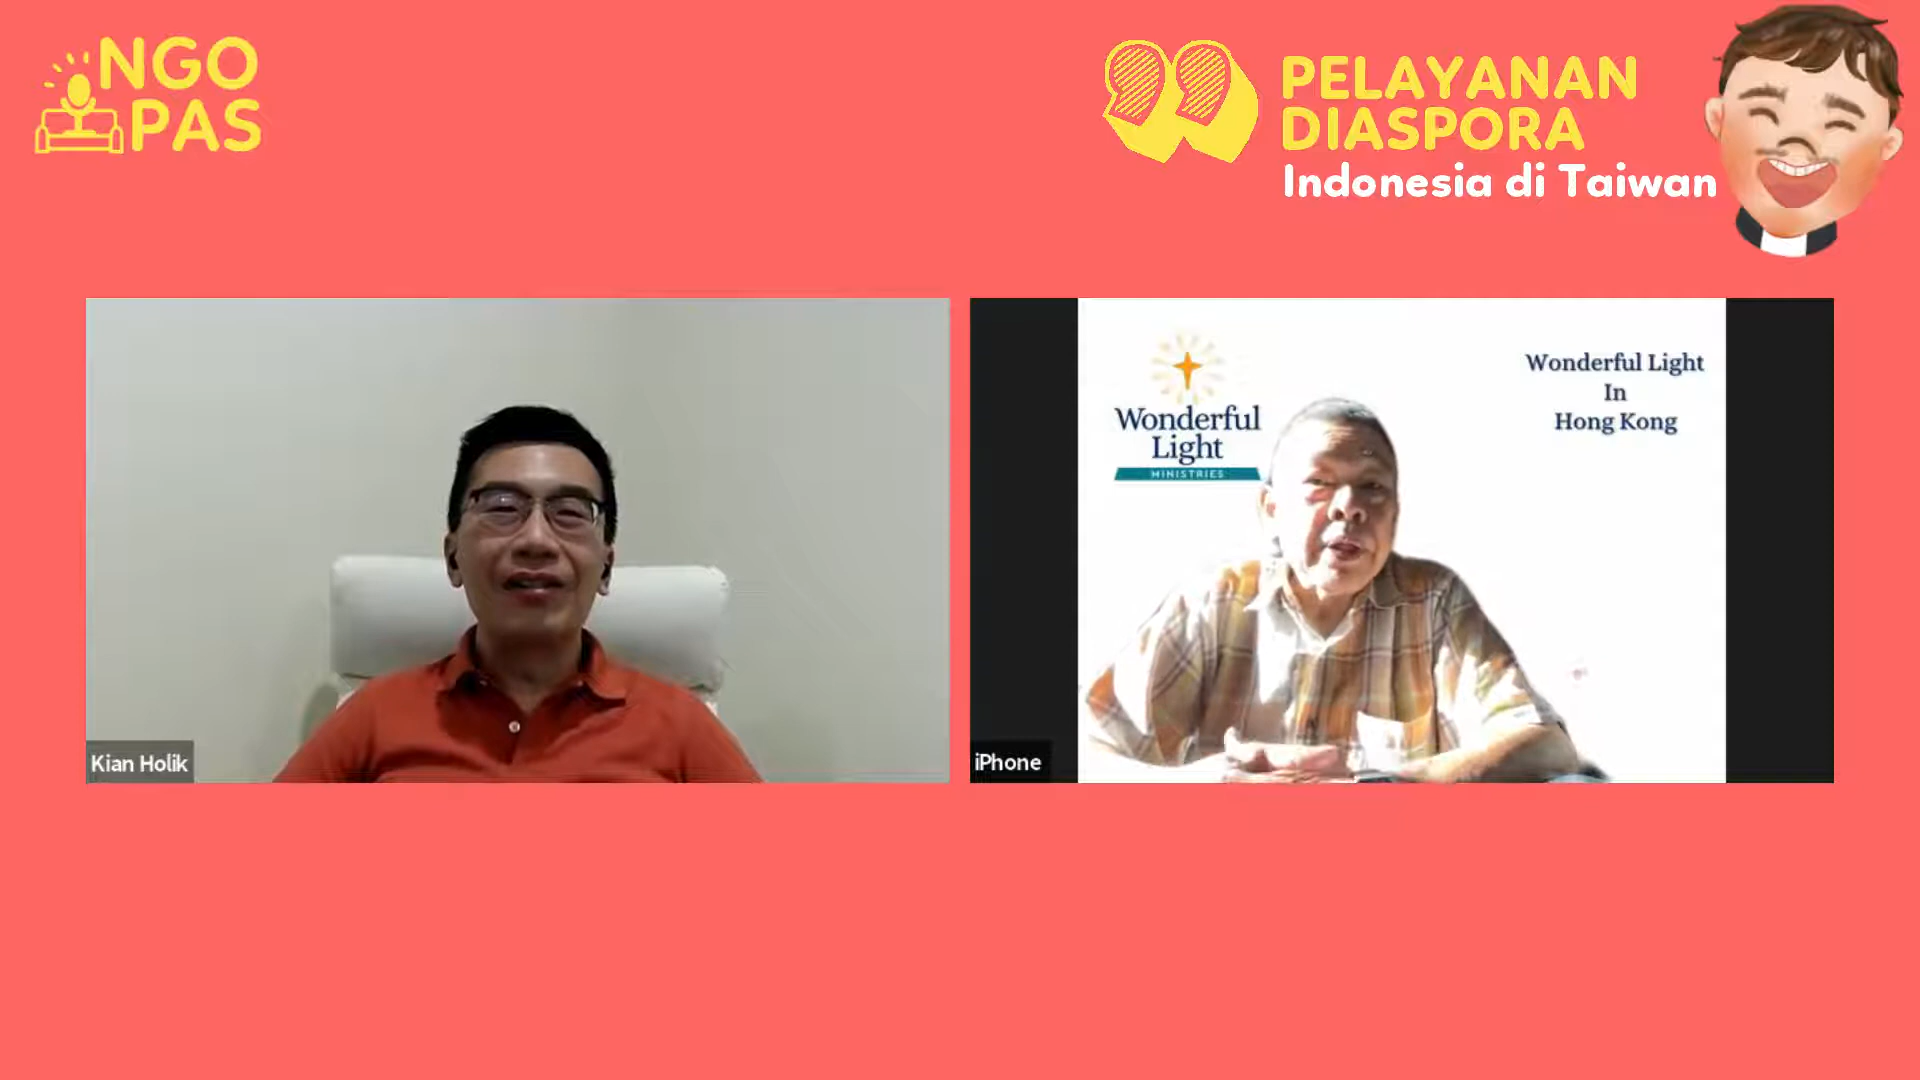 NGO
PAS
PELAYANAN
DIASPORA
Indonesia di Taiwan
Wonderful
Light
MINISTRIES
Wonderful Light
In
Hong Kong
Kian Holik
iPhone